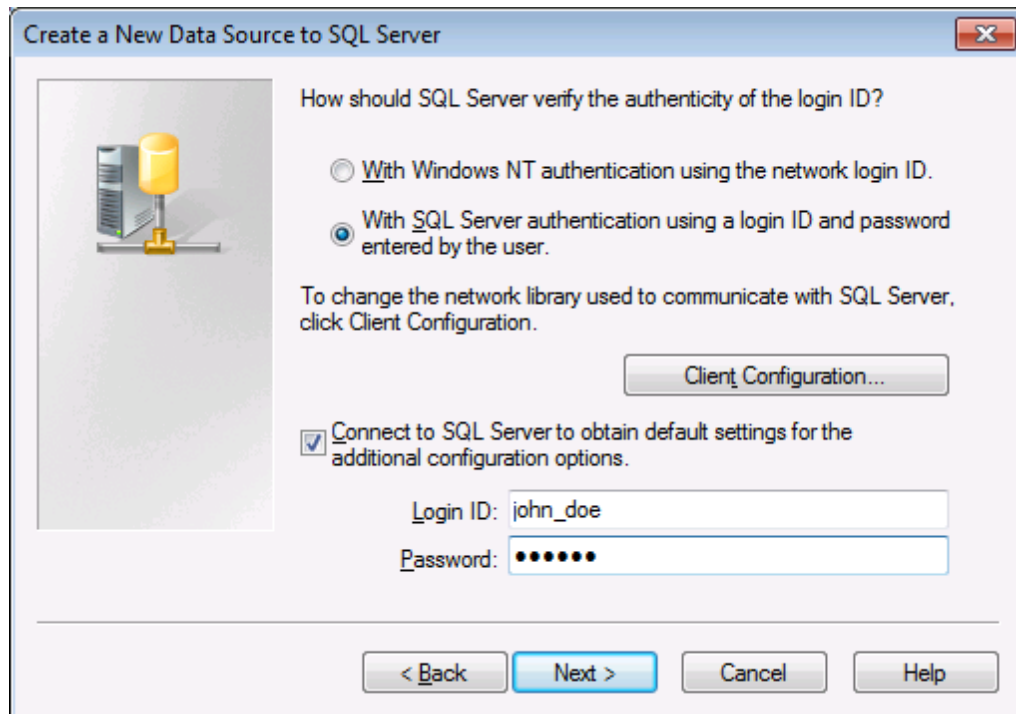 Create a New Data Source to SQL Server
How should SQL Server verify the authenticity of the login ID?
With Windows NT authentication using the network login ID.
With SQL Server authentication using a login ID and password
entered by the user.
To change the network library used to communicate with SQL Server,
click Client Configuration.
Client Configuration...
Connect to SQL Server to obtain default settings for the
additional configuration options.
Login ID: john_doe
Password: ●●●●●●
< Back Next > Cancel Help